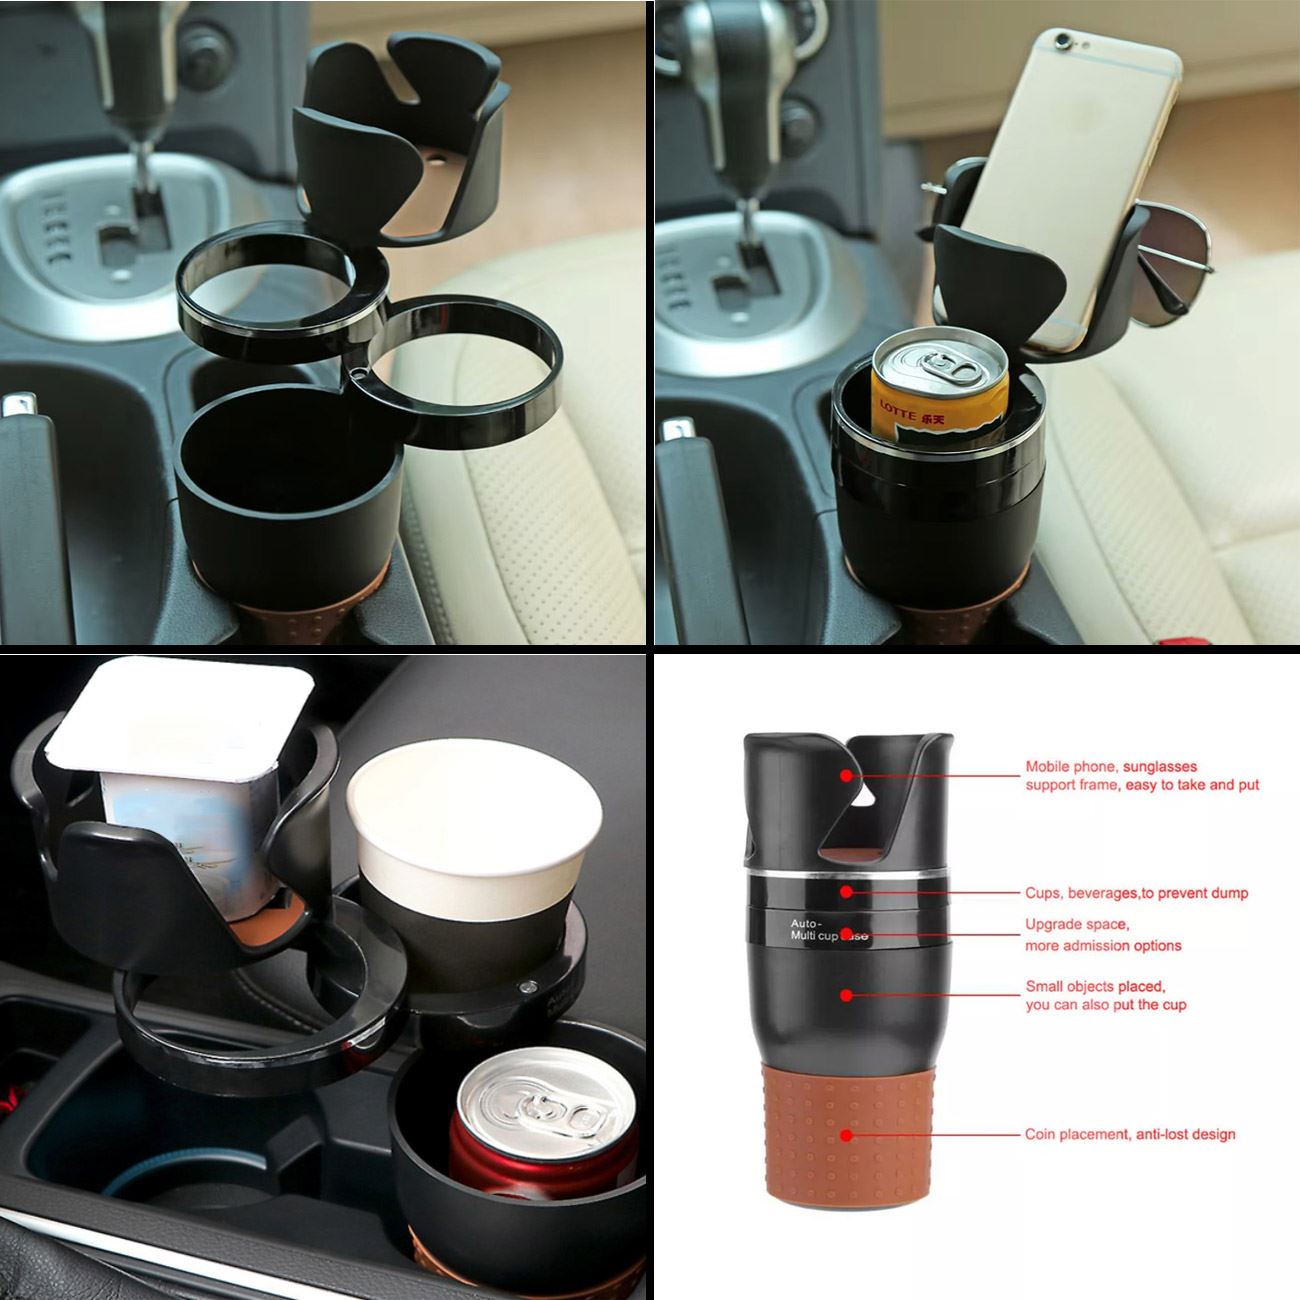 LOTTE 乐天
Mobile phone, sunglasses
support frame, easy to take and put
Cups, beverages,to prevent dump
Auto-
Multi cup case
Upgrade space,
more admission options
Small objects placed,
you can also put the cup
Coin placement, anti-lost design